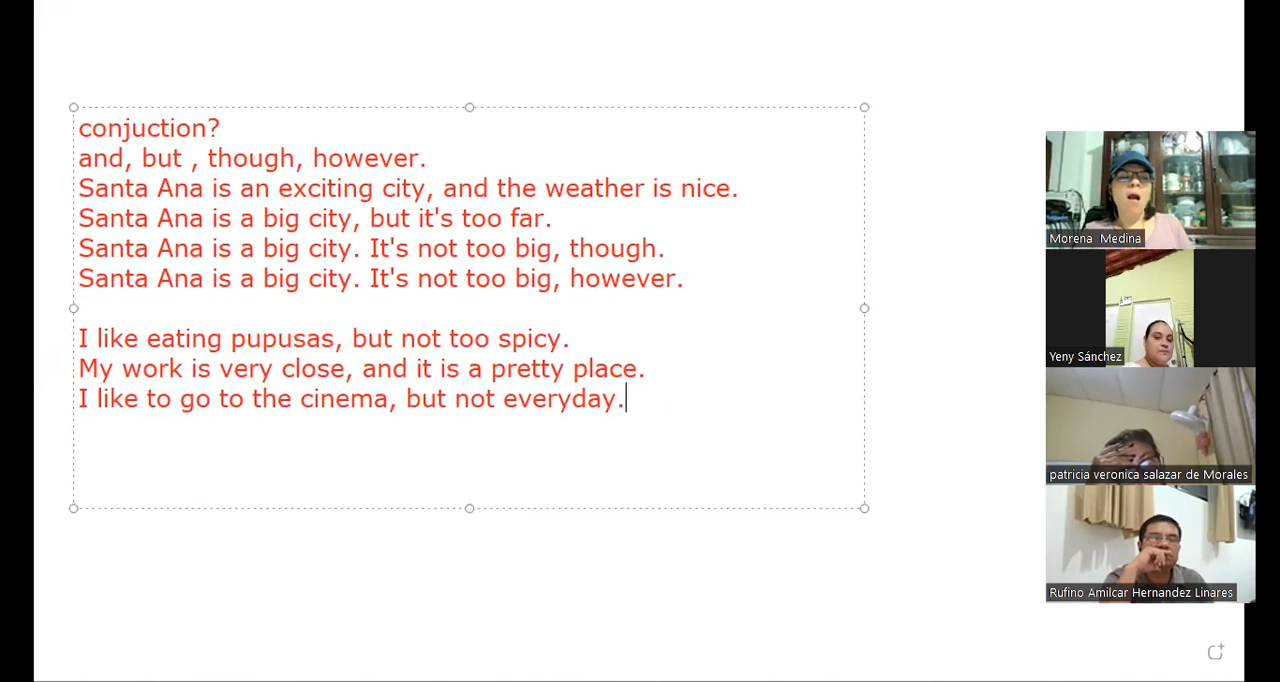 conjuction?
and, but , though, however.
Santa Ana is an exciting city, and the weather is nice.
Santa Ana is a big city, but it's too far.
Santa Ana is a big city. It's not too big, though.
Santa Ana is a big city. It's not too big, however.
I like eating pupusas, but not too spicy.
My work is very close, and it is a pretty place.
I like to go to the cinema, but not everyday.
Morena Medina
Yeny Sánchez
patricia veronica salazar de Morales
Rufino Amilcar Hernandez Linares